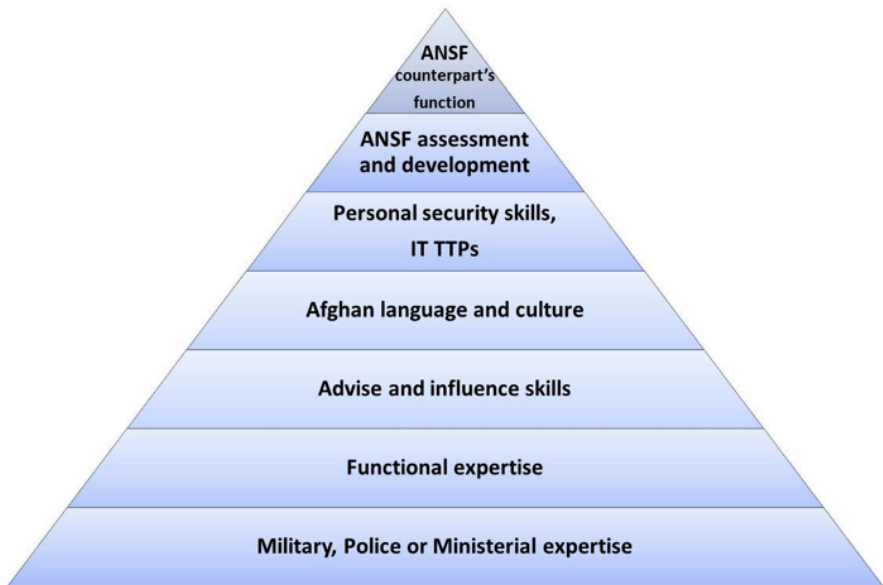 ANSF
counterpart's
function
ANSF assessment
and development
Personal security skills,
IT TTPs
Afghan language and culture
Advise and influence skills
Functional expertise
Military, Police or Ministerial expertise